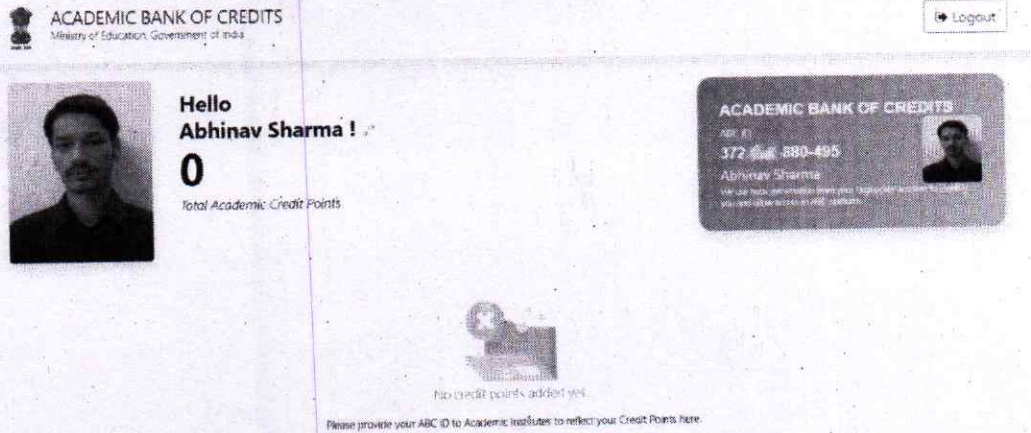 ACADEMIC BANK OF CREDITS
Ministry of Education, Government of India
Logout
Hello
Abhinav Sharma !
0
Total Academic Credit Points
ACADEMIC BANK OF CREDITS
ABC ID
372 880-495
Abhinav Sharma
No credit points added yet.
Please provide your ABC ID to Academic Institutes to reflect your Credit Points here.